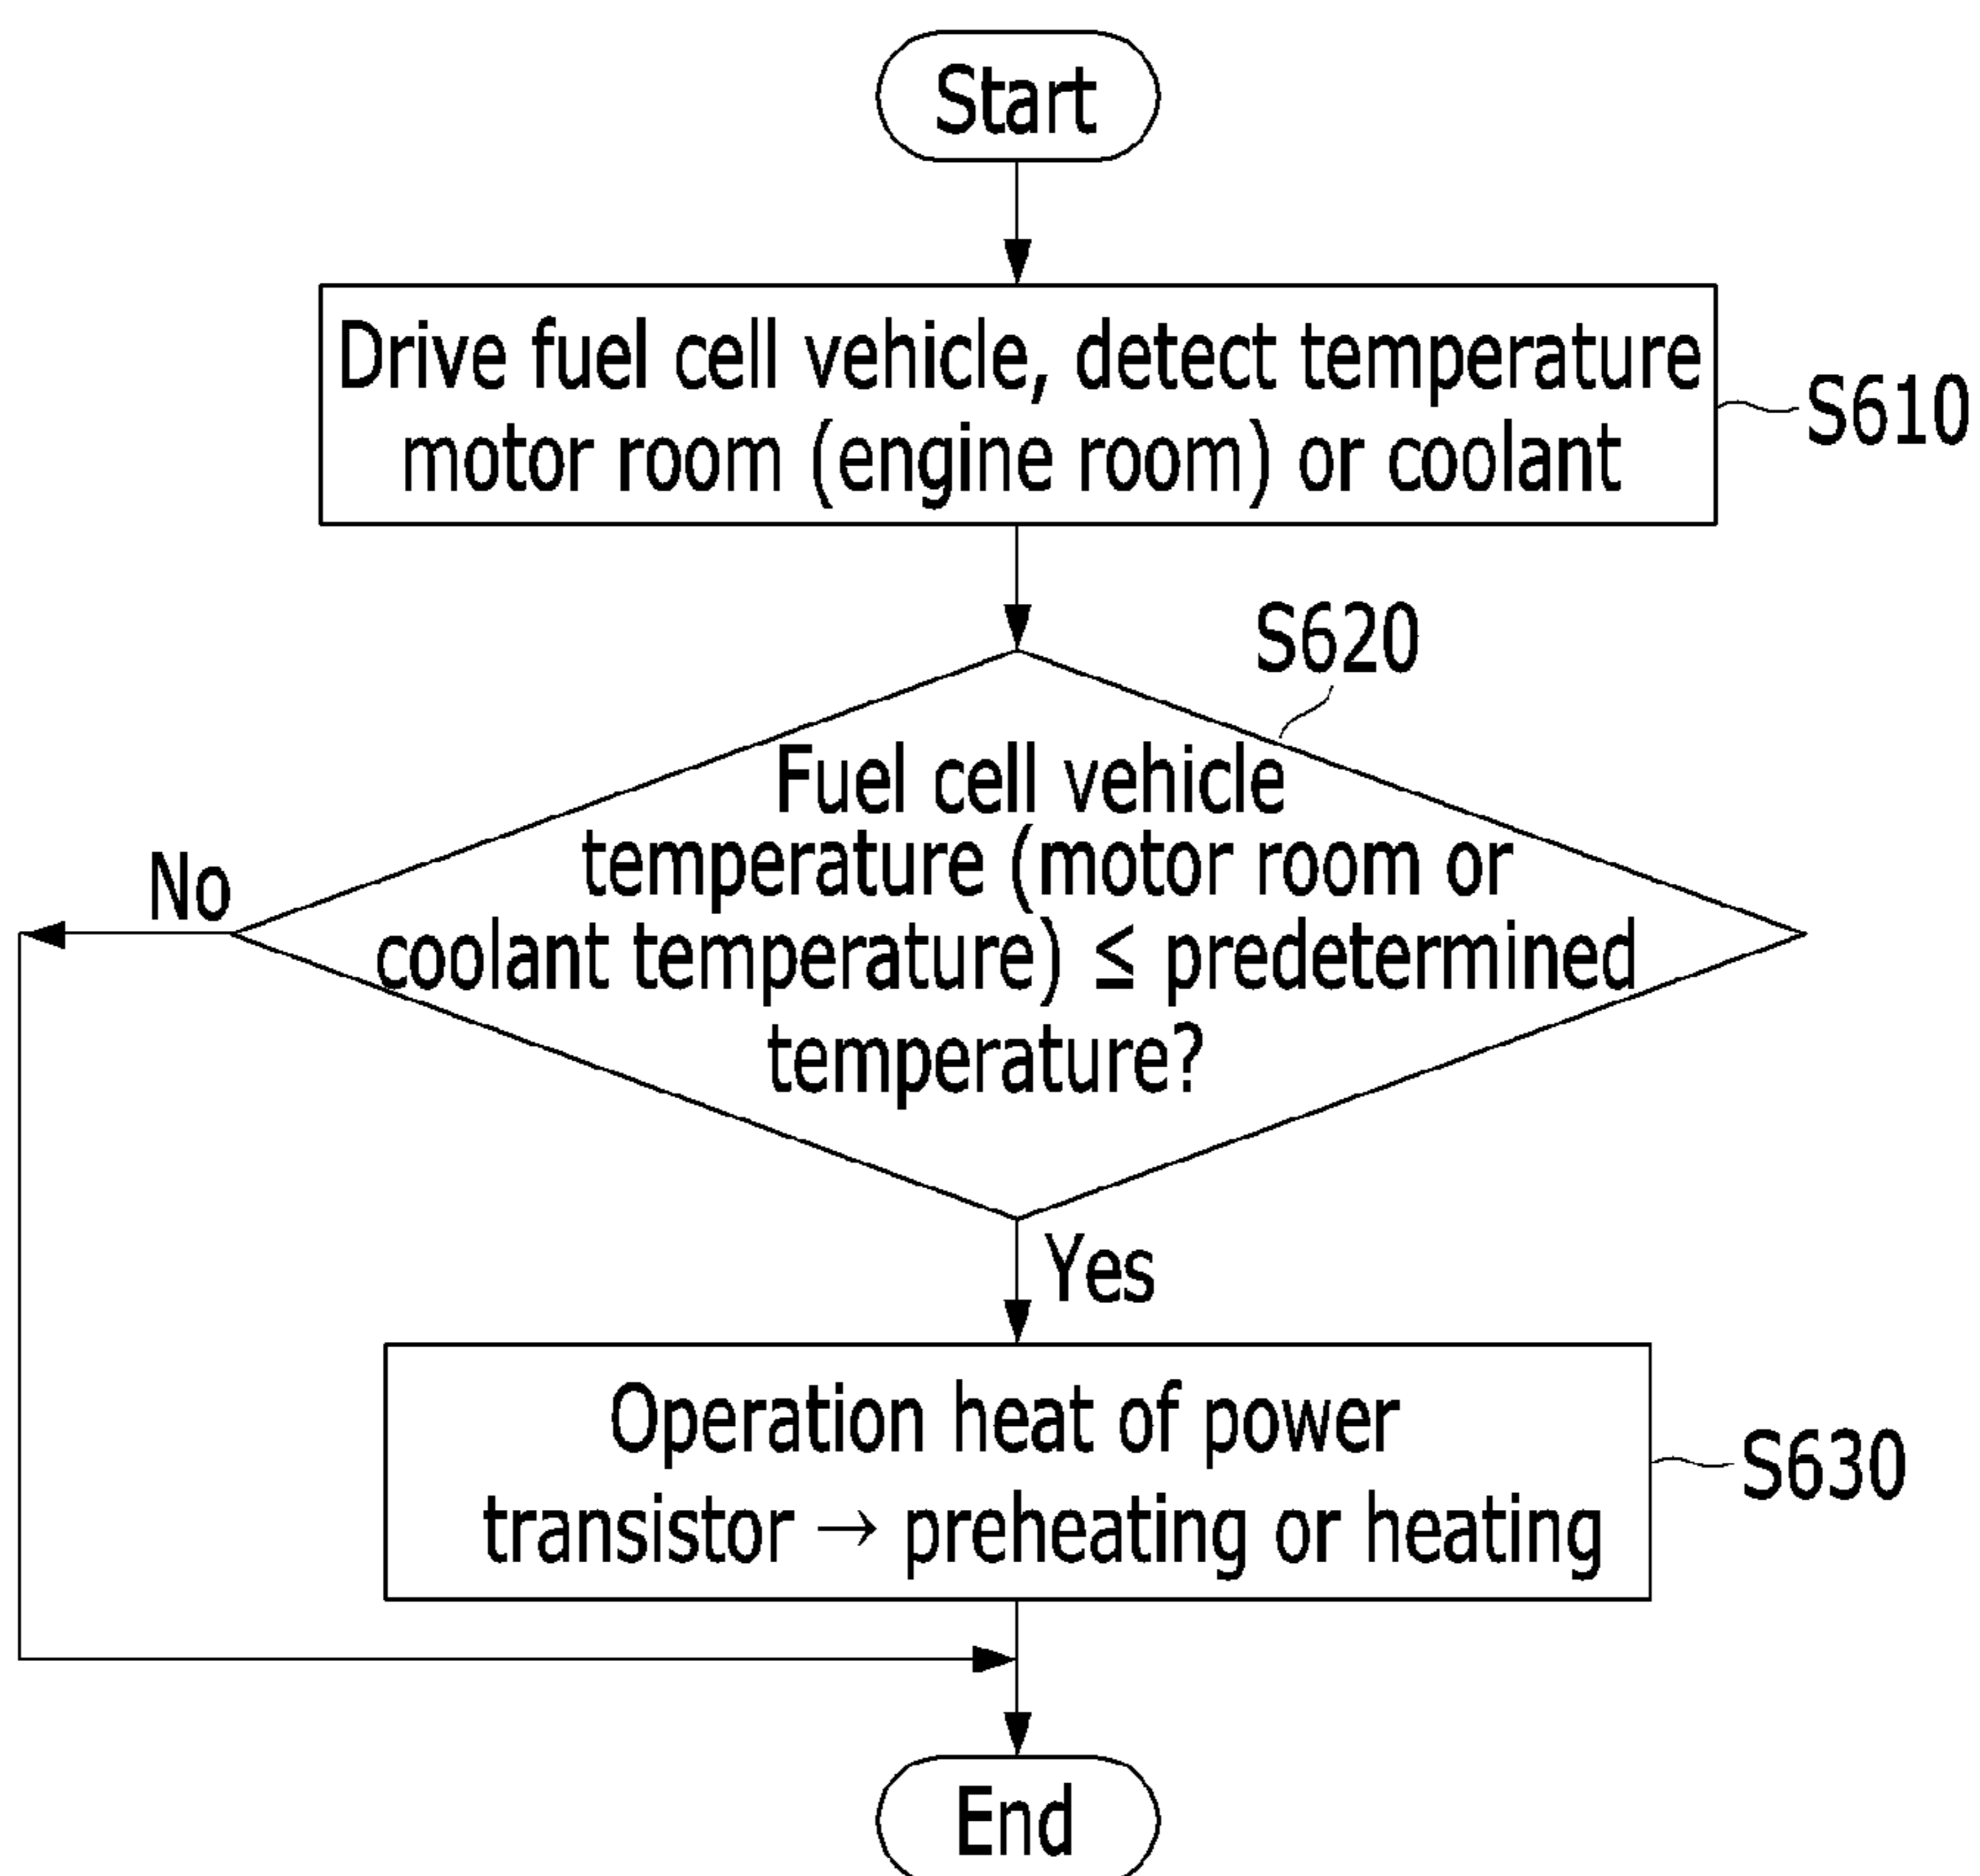 Start
Drive fuel cell vehicle, detect temperature
motor room (engine room) or coolant
S610
S620
Fuel cell vehicle
temperature (motor room or
coolant temperature) ≤ predetermined
temperature?
No
Yes
Operation heat of power
transistor → preheating or heating
S630
End